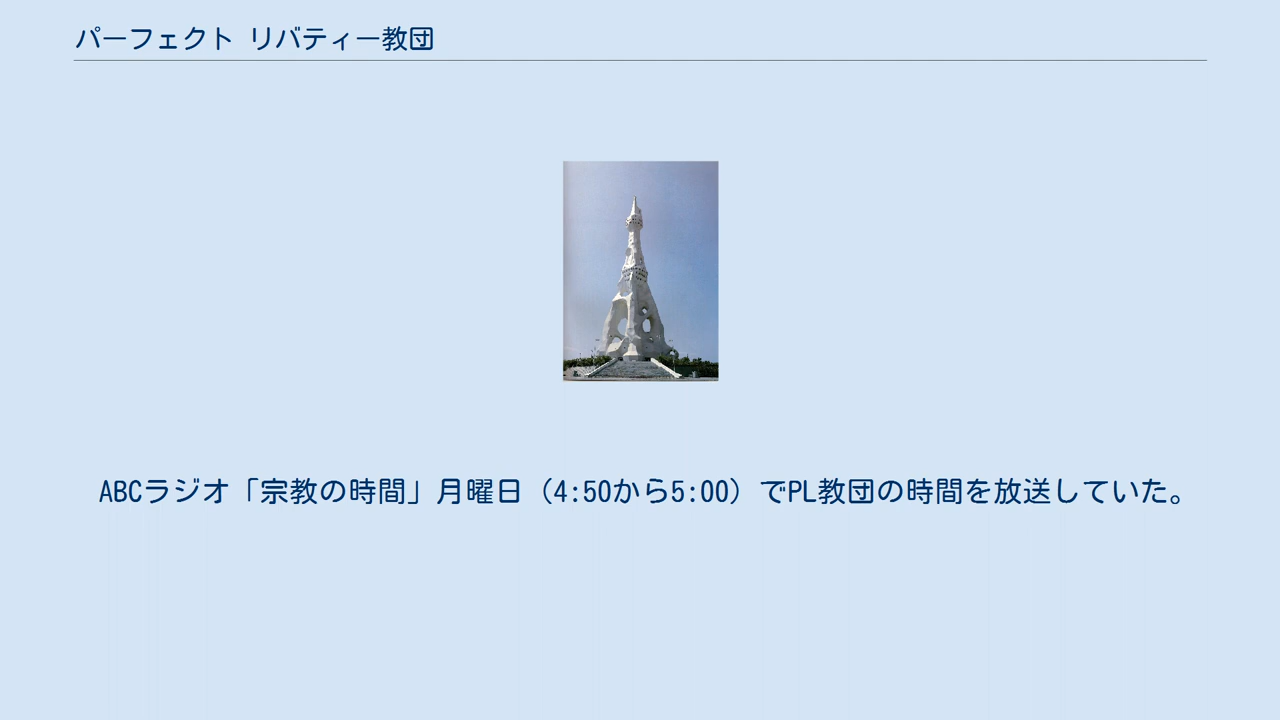 パーフェクト リバティー教団
ABCラジオ「宗教の時間」月曜日（4:50から5:00）でPL教団の時間を放送していた。